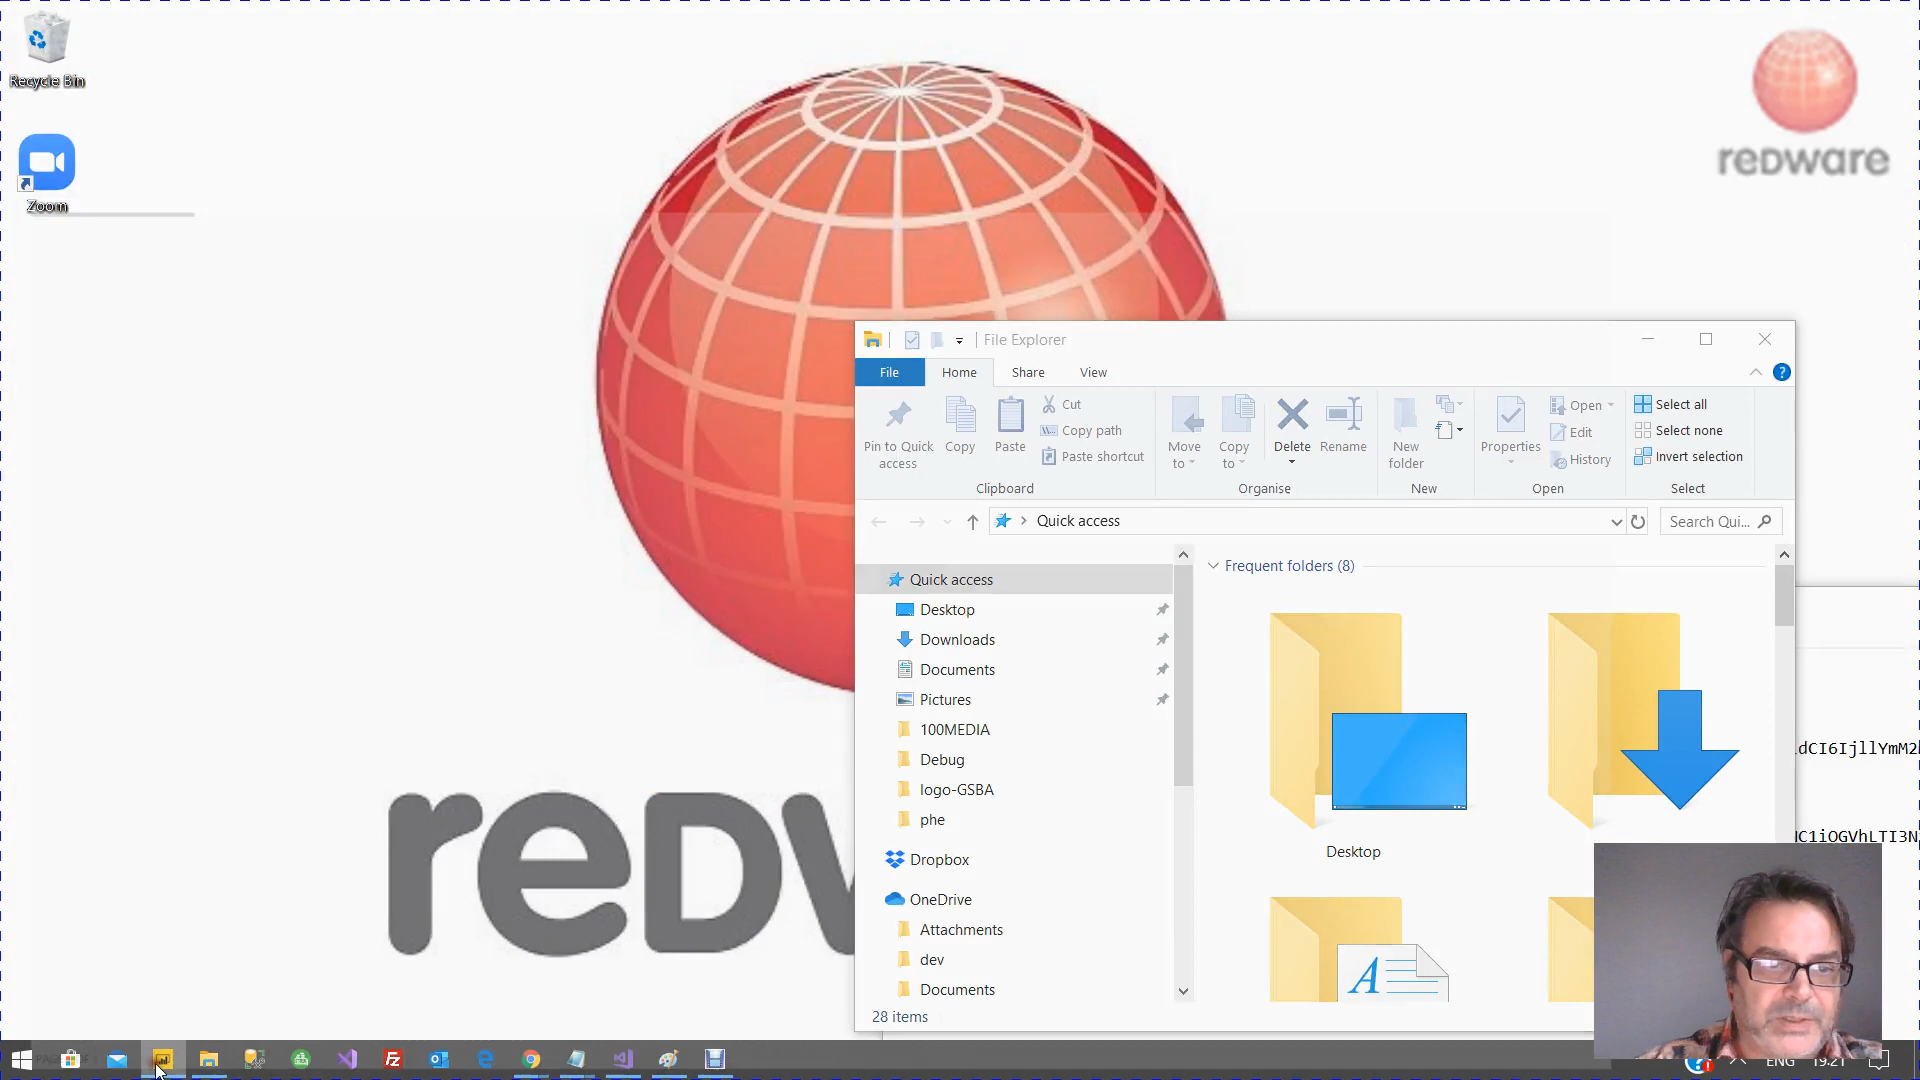 Recycle Bin
Zoom
reDware
reDw
File Explorer
File
Home
Share
View
Pin to Quick access
Copy
Paste
Cut
Copy path
Paste shortcut
Clipboard
Move to
Copy to
Delete
Rename
Organise
New folder
New
Properties
Open
Edit
History
Open
Select all
Select none
Invert selection
Select
Quick access
Search Qui...
Quick access
Desktop
Downloads
Documents
Pictures
100MEDIA
Debug
logo-GSBA
phe
Dropbox
OneDrive
Attachments
dev
Documents
Frequent folders (8)
Desktop
28 items
ENG
19:21